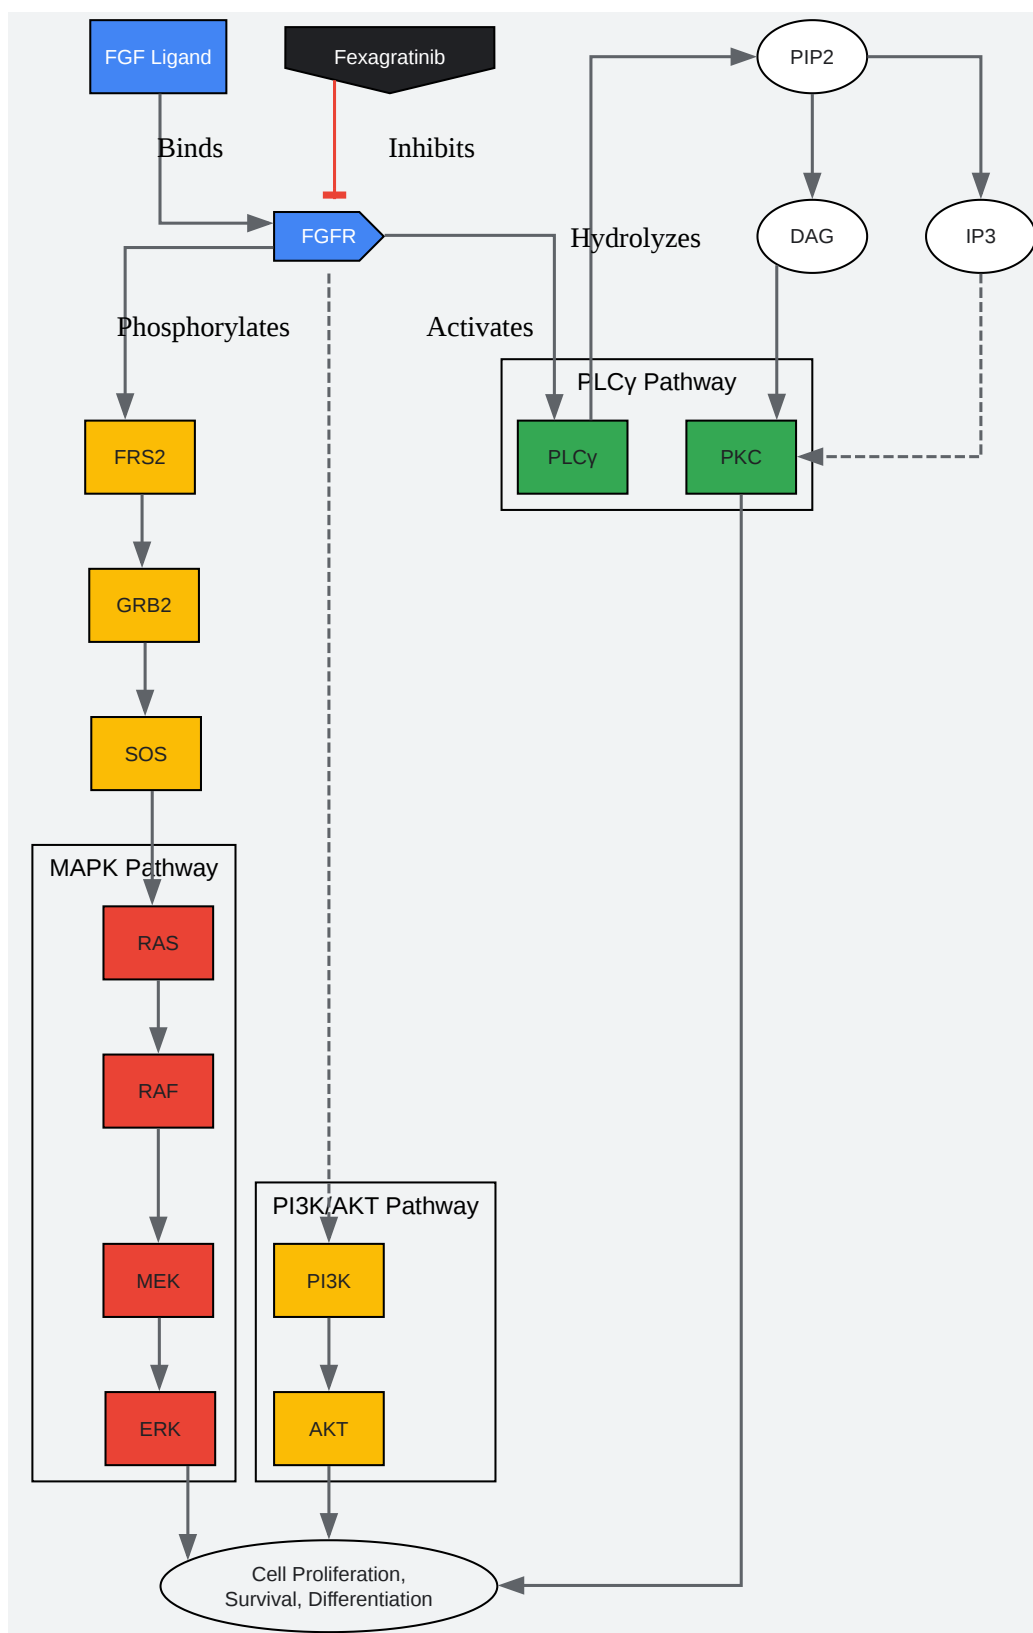 FGF Ligand
Fexagratinib
PIP2
Binds
Inhibits
FGFR
Hydrolyzes
DAG
IP3
Phosphorylates
Activates
PLCγ Pathway
FRS2
PLCγ
PKC
GRB2
SOS
MAPK Pathway
RAS
RAF
PI3K/AKT Pathway
MEK
PI3K
ERK
AKT
Cell Proliferation,
Survival, Differentiation